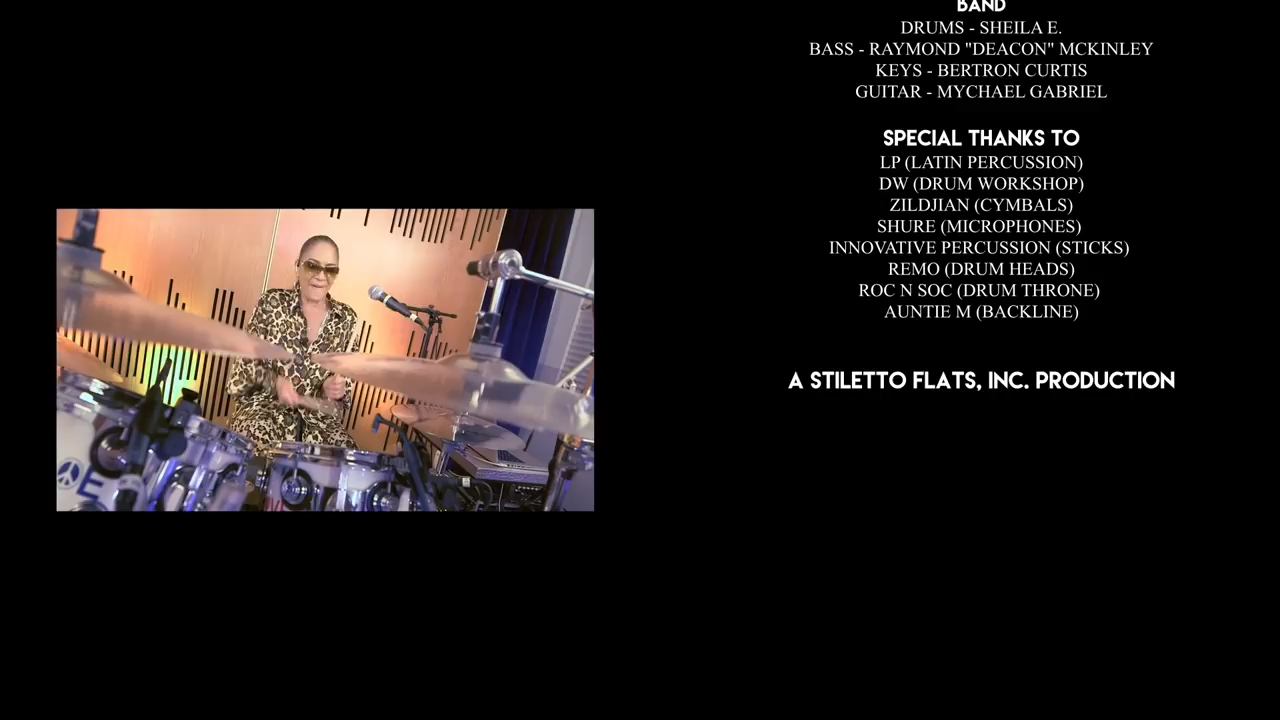 BAND
DRUMS - SHEILA E.
BASS - RAYMOND "DEACON" MCKINLEY
KEYS - BERTRON CURTIS
GUITAR - MYCHAEL GABRIEL
SPECIAL THANKS TO
LP (LATIN PERCUSSION)
DW (DRUM WORKSHOP)
ZILDJIAN (CYMBALS)
SHURE (MICROPHONES)
INNOVATIVE PERCUSSION (STICKS)
REMO (DRUM HEADS)
ROC N SOC (DRUM THRONE)
AUNTIE M (BACKLINE)
A STILETTO FLATS, INC. PRODUCTION
E